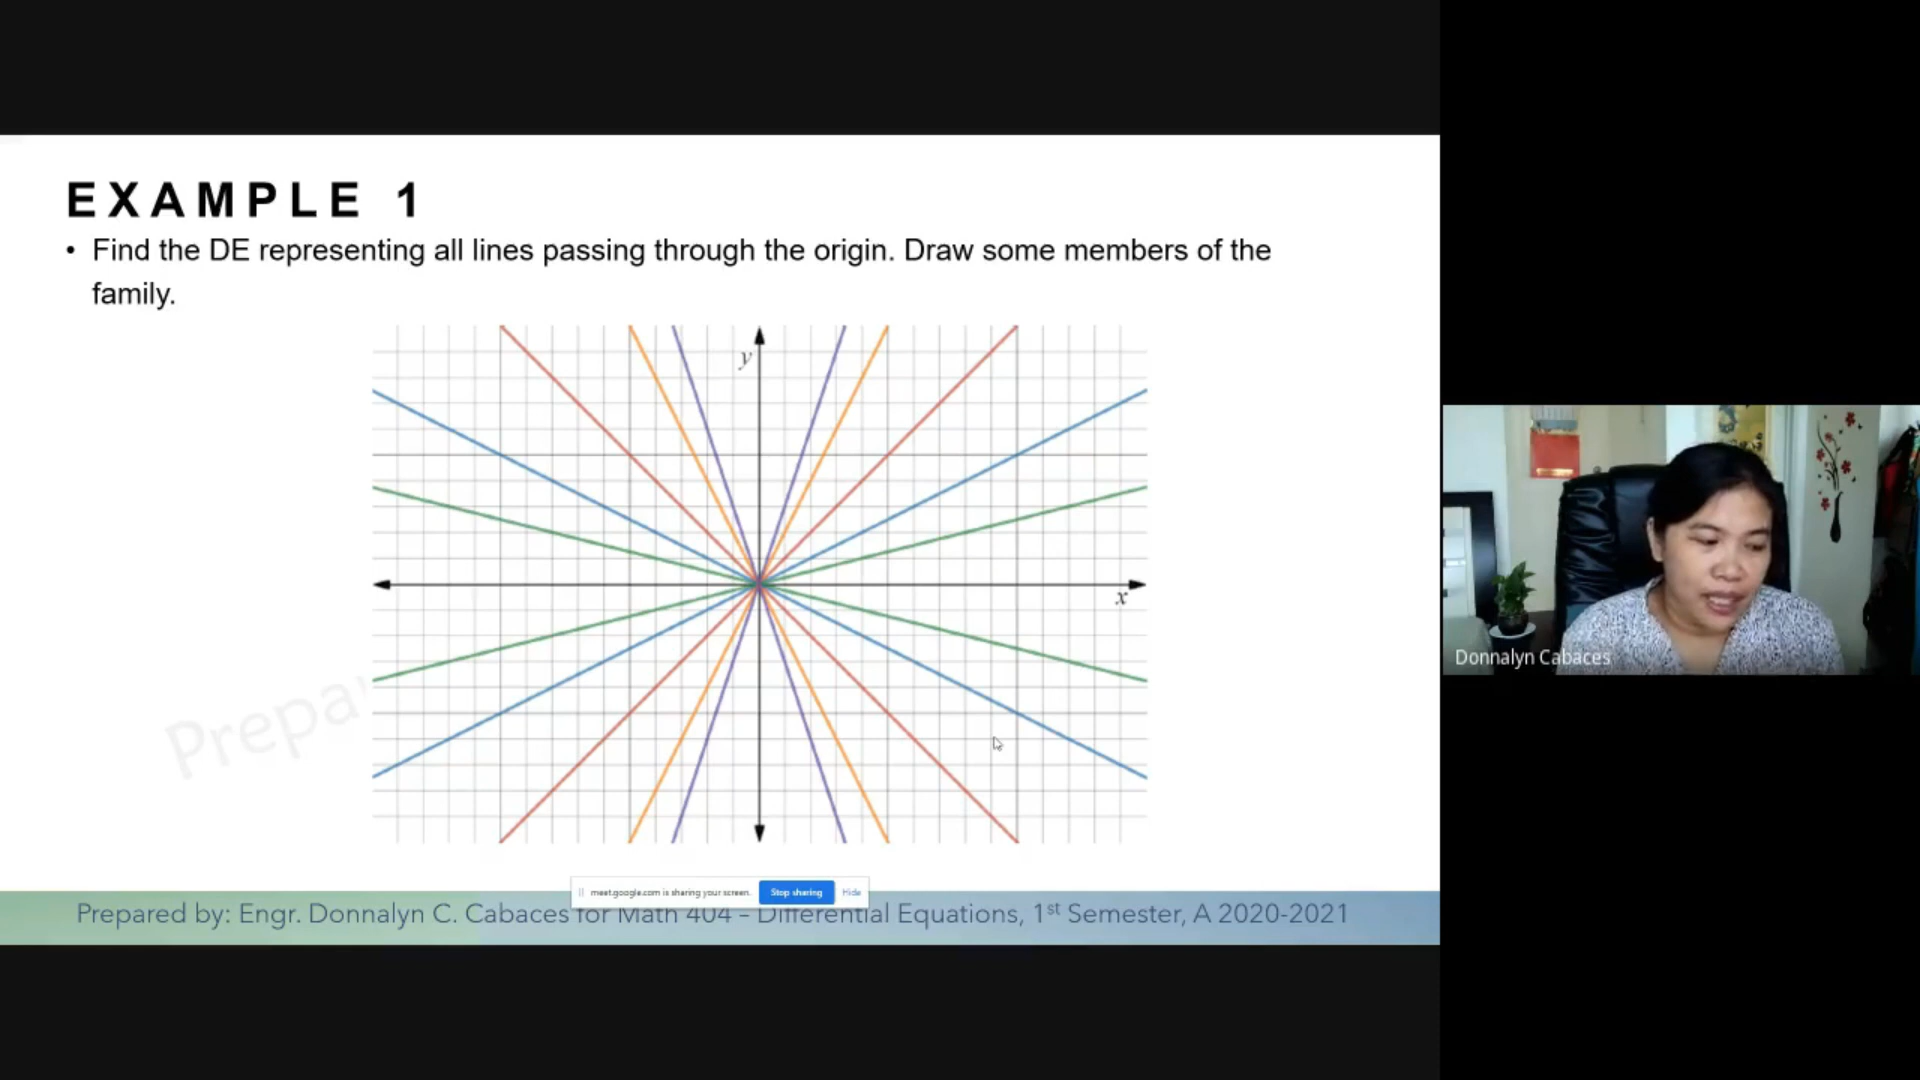 EXAMPLE 1
• Find the DE representing all lines passing through the origin. Draw some members of the
family.
y
x
Prepa
Donnalyn Cabaces
meet.google.com is sharing your screen. Stop sharing Hide
Prepared by: Engr. Donnalyn C. Cabaces for Math 404 – Differential Equations, 1st Semester, A 2020-2021